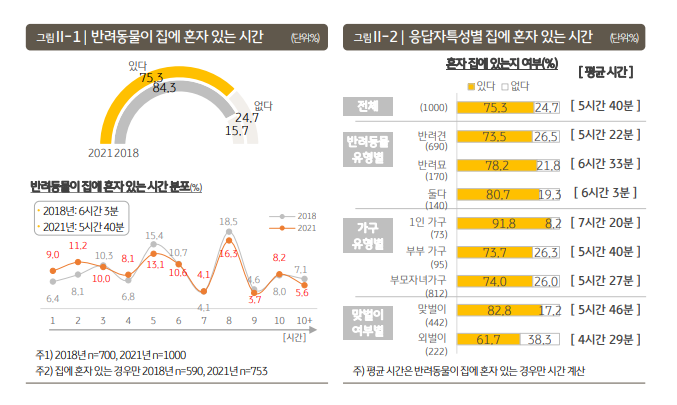 그림 II-1 | 반려동물이 집에 혼자 있는 시간 (단위:%)
있다
75.3
84.3
없다
24.7
15.7
2021 2018
반려동물이 집에 혼자 있는 시간 분포(%)
• 2018년: 6시간 3분
• 2021년: 5시간 40분
2018
2021
9.0 11.2 10.3 8.1 15.4 10.7 4.1 18.5 4.6 8.2 7.1
6.4 8.1 10.0 6.8 13.1 10.6 4.1 16.3 3.7 8.0 5.6
1 2 3 4 5 6 7 8 9 10 10+
[시간]
주1) 2018년 n=700, 2021년 n=1000
주2) 집에 혼자 있는 경우만 2018년 n=590, 2021년 n=753
그림 II-2 | 응답자특성별 집에 혼자 있는 시간 (단위:%)
혼자 집에 있는지 여부(%)
[ 평균 시간 ]
있다 없다
전체 (1000) 75.3 24.7 [ 5시간 40분 ]
반려동물 유형별
반려견 (690) 73.5 26.5 [ 5시간 22분 ]
반려묘 (170) 78.2 21.8 [ 6시간 33분 ]
둘다 (140) 80.7 19.3 [ 6시간 3분 ]
가구 유형별
1인 가구 (73) 91.8 8.2 [ 7시간 20분 ]
부부 가구 (95) 73.7 26.3 [ 5시간 40분 ]
부모자녀가구 (812) 74.0 26.0 [ 5시간 27분 ]
맞벌이 여부별
맞벌이 (442) 82.8 17.2 [ 5시간 46분 ]
외벌이 (222) 61.7 38.3 [ 4시간 29분 ]
주) 평균 시간은 반려동물이 집에 혼자 있는 경우만 시간 계산